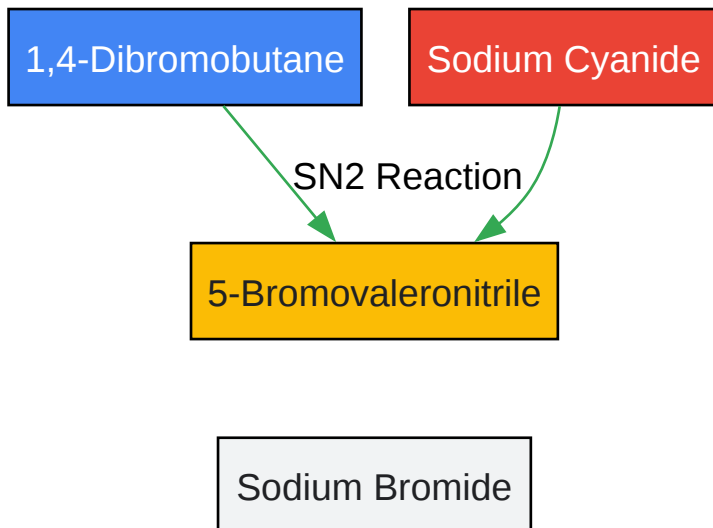 1,4-Dibromobutane
Sodium Cyanide
SN2 Reaction
5-Bromovaleronitrile
Sodium Bromide